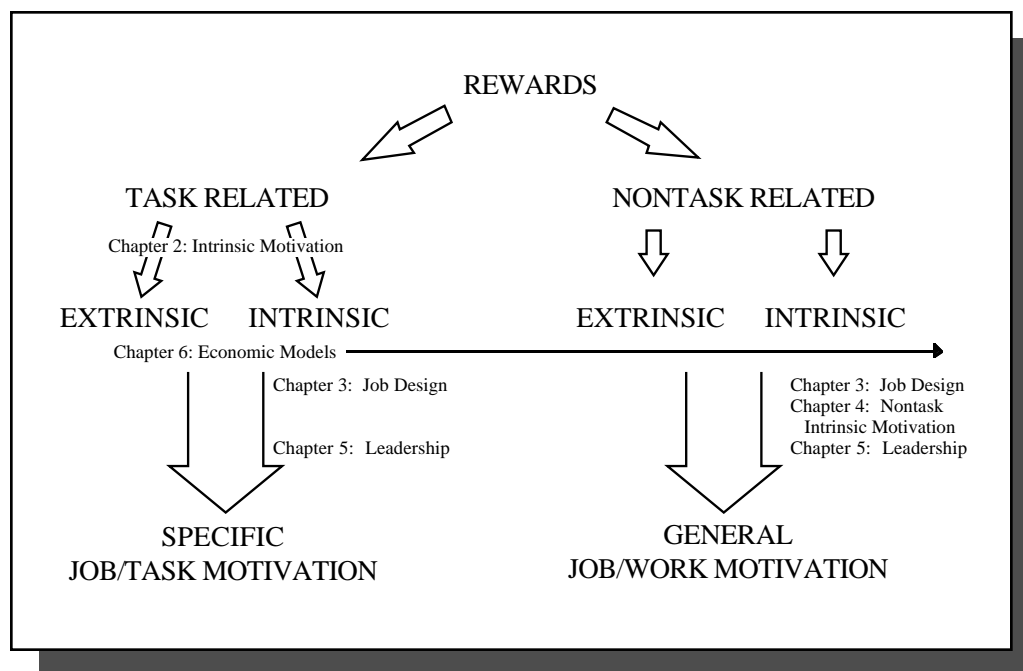 REWARDS
TASK RELATED
NONTASK RELATED
Chapter 2: Intrinsic Motivation
EXTRINSIC
INTRINSIC
EXTRINSIC
INTRINSIC
Chapter 6: Economic Models
Chapter 3: Job Design
Chapter 5: Leadership
Chapter 3: Job Design
Chapter 4: Nontask
Intrinsic Motivation
Chapter 5: Leadership
SPECIFIC
JOB/TASK MOTIVATION
GENERAL
JOB/WORK MOTIVATION